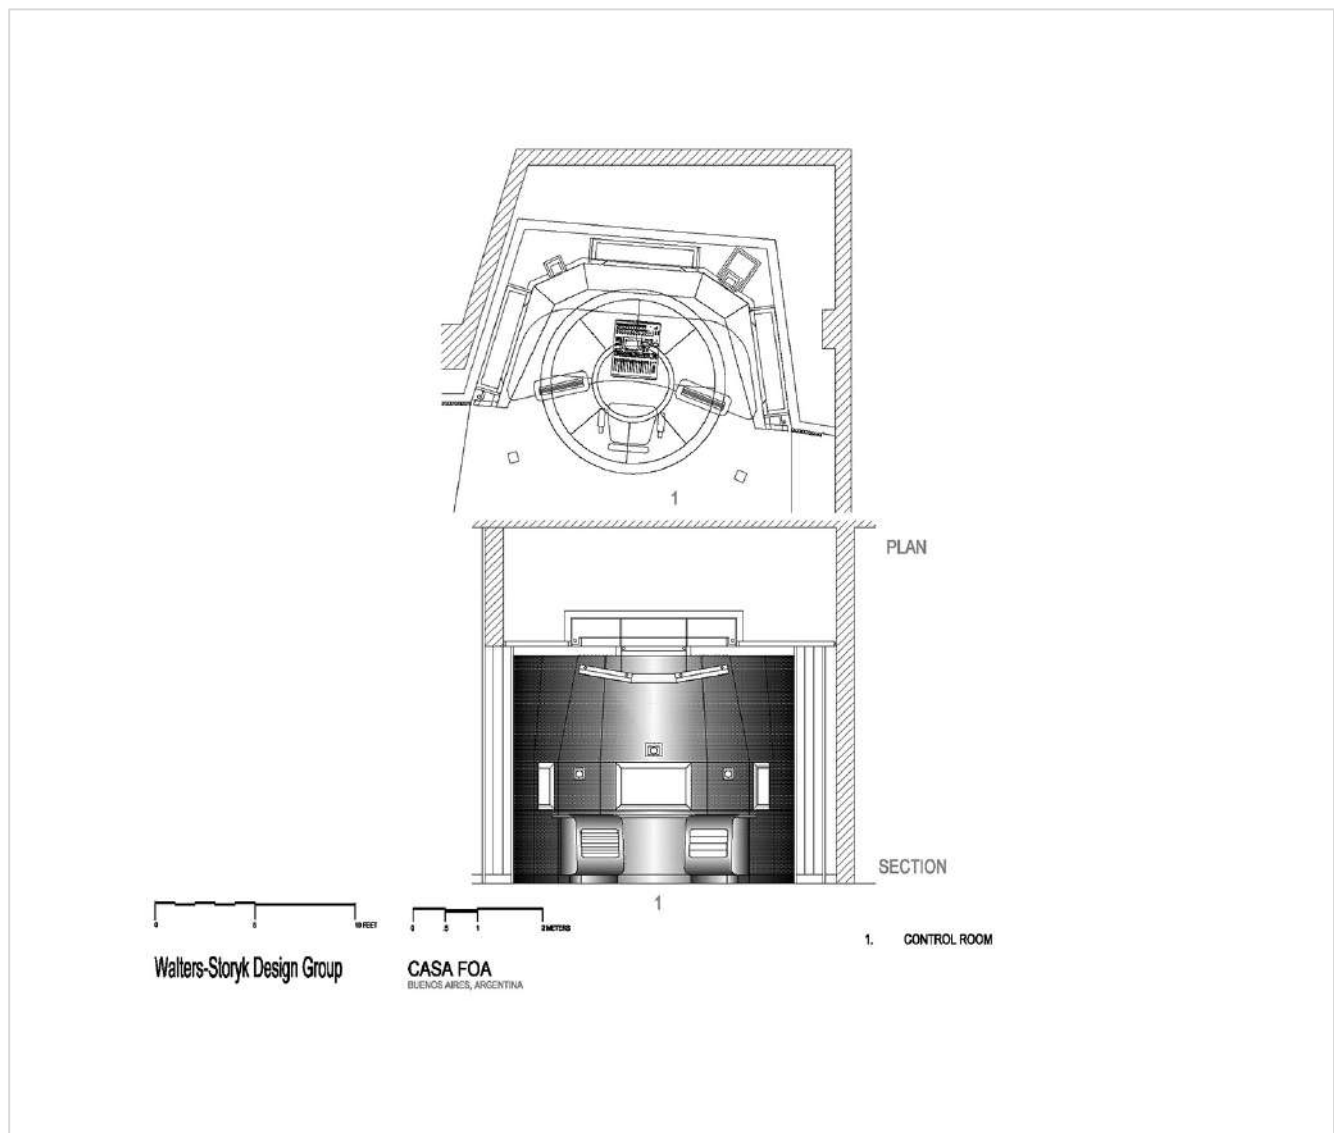 1
PLAN
SECTION
1
0 5 10 FEET
0 .5 1 2 METERS
1. CONTROL ROOM
Walters-Storyk Design Group
CASA FOA
BUENOS AIRES, ARGENTINA